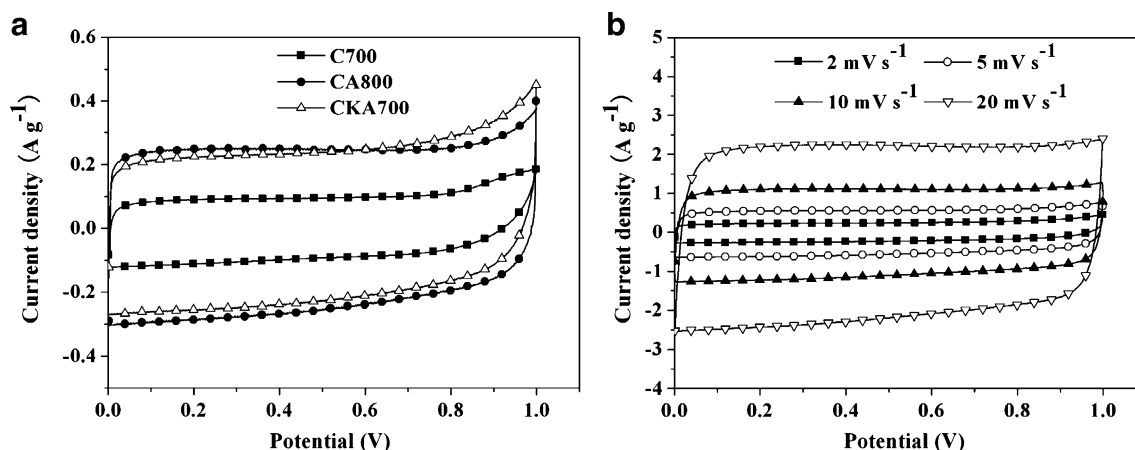 a
C700
CA800
CKA700
Current density (A g-1)
0.6
0.4
0.2
0.0
-0.2
-0.4
0.0 0.2 0.4 0.6 0.8 1.0
Potential (V)
b
2 mV s-1 5 mV s-1
10 mV s-1 20 mV s-1
Current density (A g-1)
5
4
3
2
1
0
-1
-2
-3
-4
0.0 0.2 0.4 0.6 0.8 1.0
Potential (V)